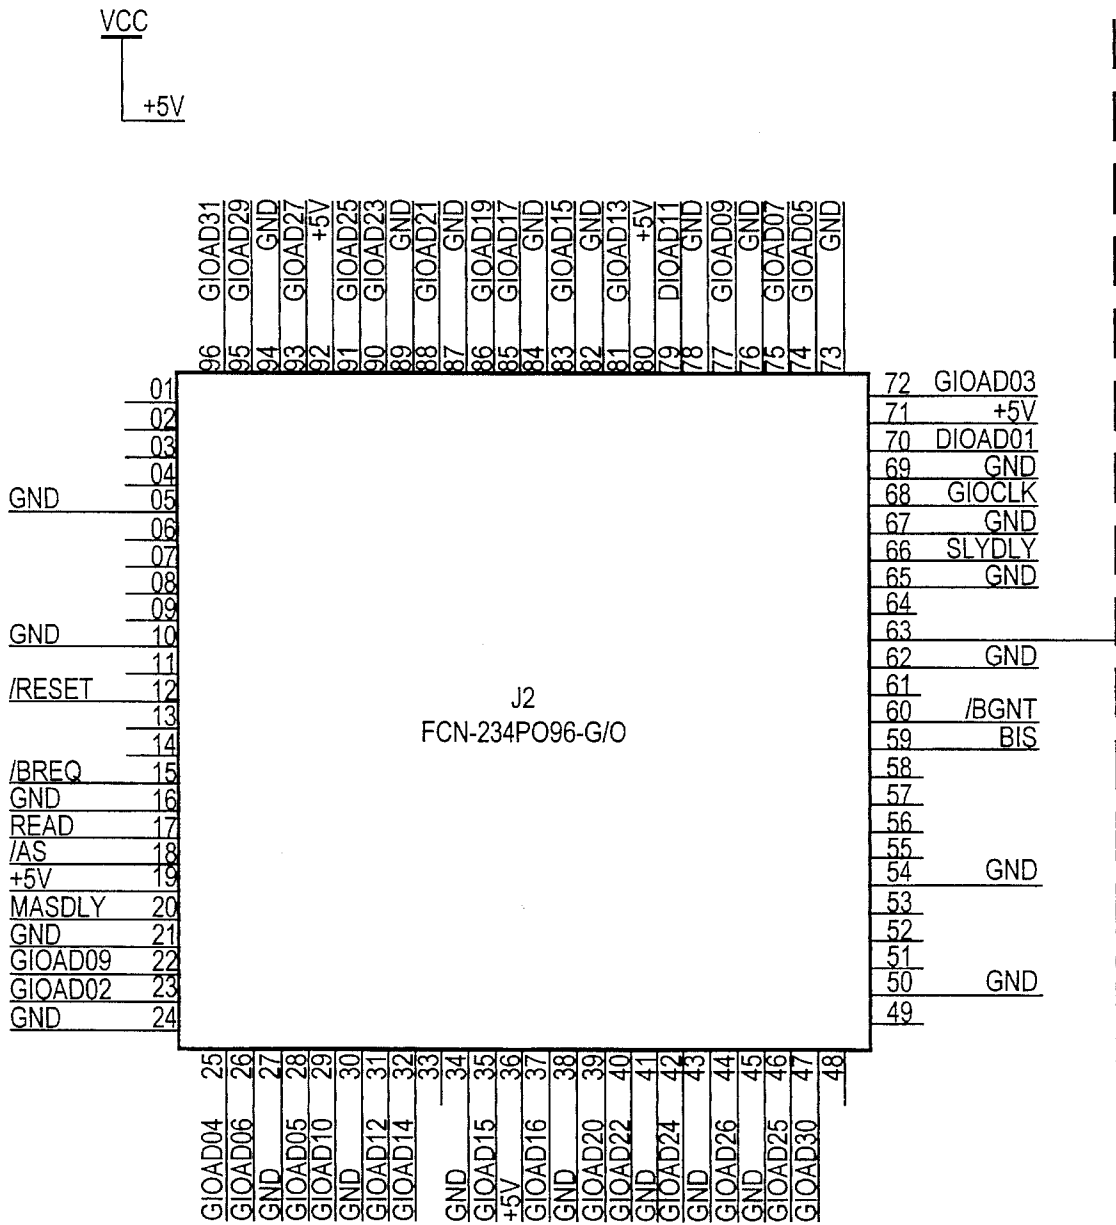 VCC
+5V
96 GIOAD31
95 GIOAD29
94 GND
93 GIOAD27
92 +5V
91 GIOAD25
90 GIOAD23
89 GND
88 GIOAD21
87 GND
86 GIOAD19
85 GIOAD17
84 GND
83 GIOAD15
82 GND
81 GIOAD13
80 +5V
79 DIOAD11
78 GND
77 GIOAD09
76 GND
75 GIOAD07
74 GIOAD05
73 GND
01
02
03
04
GND 05
06
07
08
09
GND 10
11
/RESET 12
13
14
/BREQ 15
GND 16
READ 17
/AS 18
+5V 19
MASDLY 20
GND 21
GIOAD09 22
GIOAD02 23
GND 24
J2
FCN-234PO96-G/O
72 GIOAD03
71 +5V
70 DIOAD01
69 GND
68 GIOCLK
67 GND
66 SLYDLY
65 GND
64
63
62 GND
61
60 /BGNT
59 BIS
58
57
56
55
54 GND
53
52
51
50 GND
49
GIOAD04 25
GIOAD06 26
GND 27
GIOAD05 28
GIOAD10 29
GND 30
GIOAD12 31
GIOAD14 32
33
GND 34
GIOAD15 35
+5V 36
GIOAD16 37
GND 38
GIOAD20 39
GIOAD22 40
GND 41
GIOAD24 42
GND 43
GIOAD26 44
GND 45
GIOAD25 46
GIOAD30 47
48